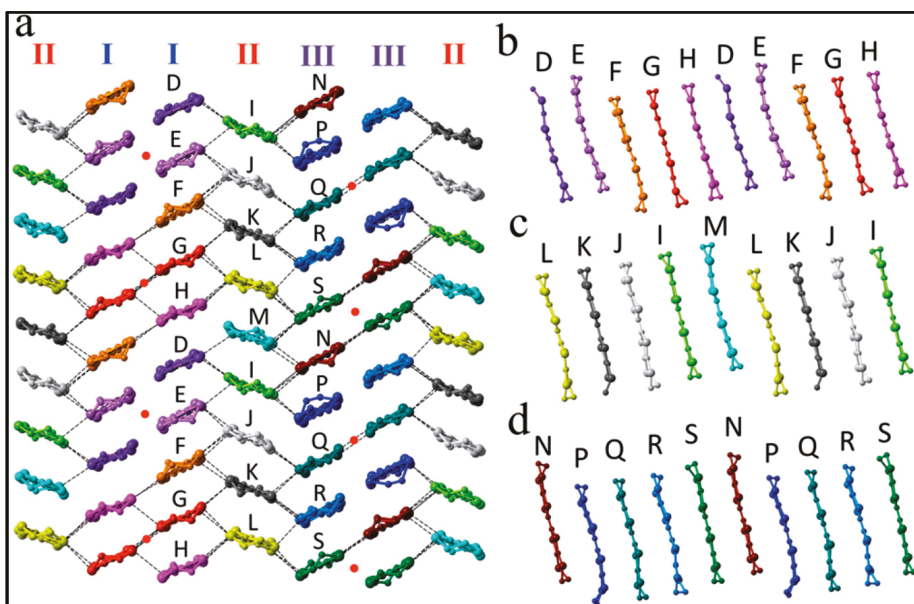 a
II I I II III III II
D
I
N
E
P
J
F
Q
K
G
L
R
H
S
M
D
N
I
E
P
J
F
Q
K
G
R
L
H
S
b
D E F G H D E F G H
c
L K J I M L K J I
d
N P Q R S N P Q R S